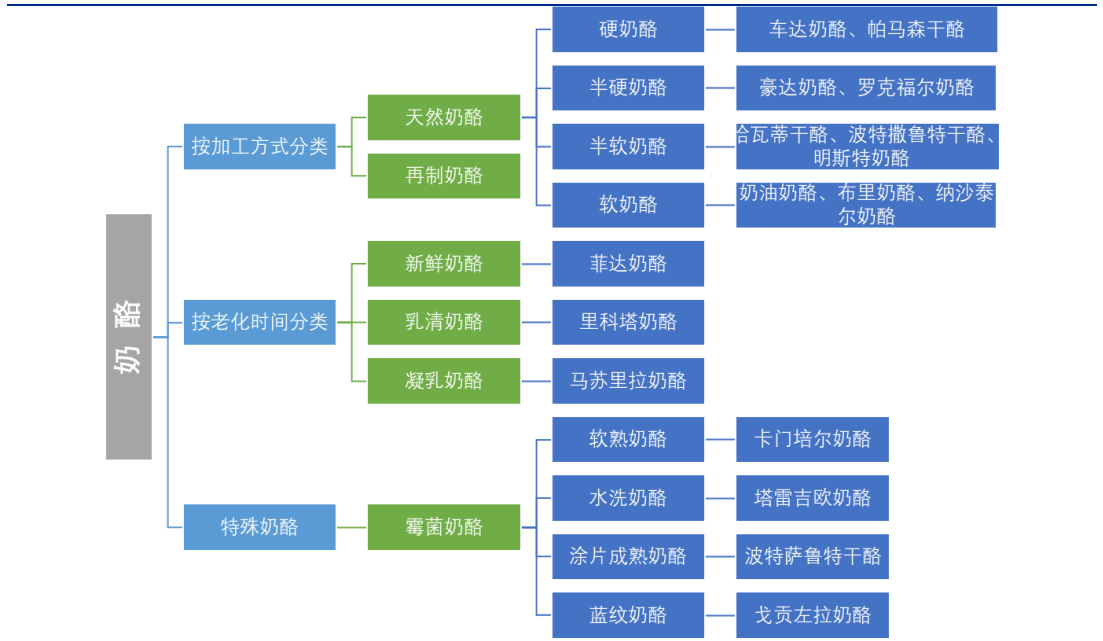 奶酪
按加工方式分类
天然奶酪
硬奶酪
车达奶酪、帕马森干酪
半硬奶酪
豪达奶酪、罗克福尔奶酪
半软奶酪
哈瓦蒂干酪、波特撒鲁特干酪、
明斯特奶酪
软奶酪
奶油奶酪、布里奶酪、纳沙泰
尔奶酪
再制奶酪
按老化时间分类
新鲜奶酪
菲达奶酪
乳清奶酪
里科塔奶酪
凝乳奶酪
马苏里拉奶酪
特殊奶酪
霉菌奶酪
软熟奶酪
卡门培尔奶酪
水洗奶酪
塔雷吉欧奶酪
涂片成熟奶酪
波特萨鲁特干酪
蓝纹奶酪
戈贡左拉奶酪